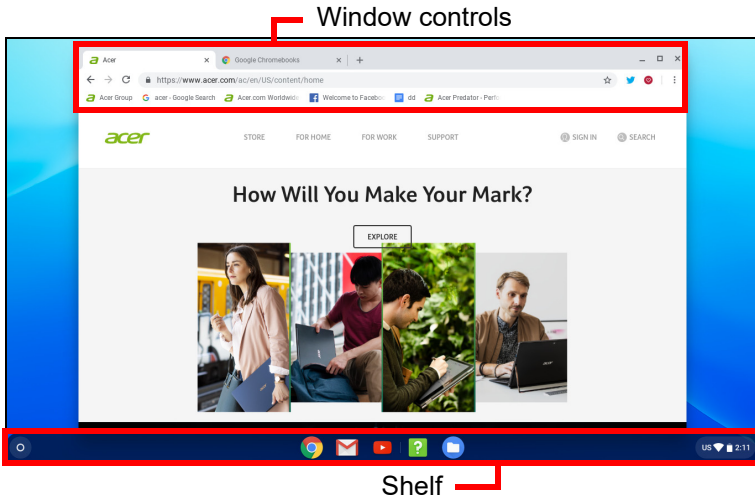 Window controls
Acer
Google Chromebooks
https://www.acer.com/ac/en/US/content/home
Acer Group
acer - Google Search
Acer.com Worldwide
Welcome to Facebo
dd
Acer Predator - Perfo
acer
STORE
FOR HOME
FOR WORK
SUPPORT
SIGN IN
SEARCH
How Will You Make Your Mark?
EXPLORE
acer
US 2:11
Shelf